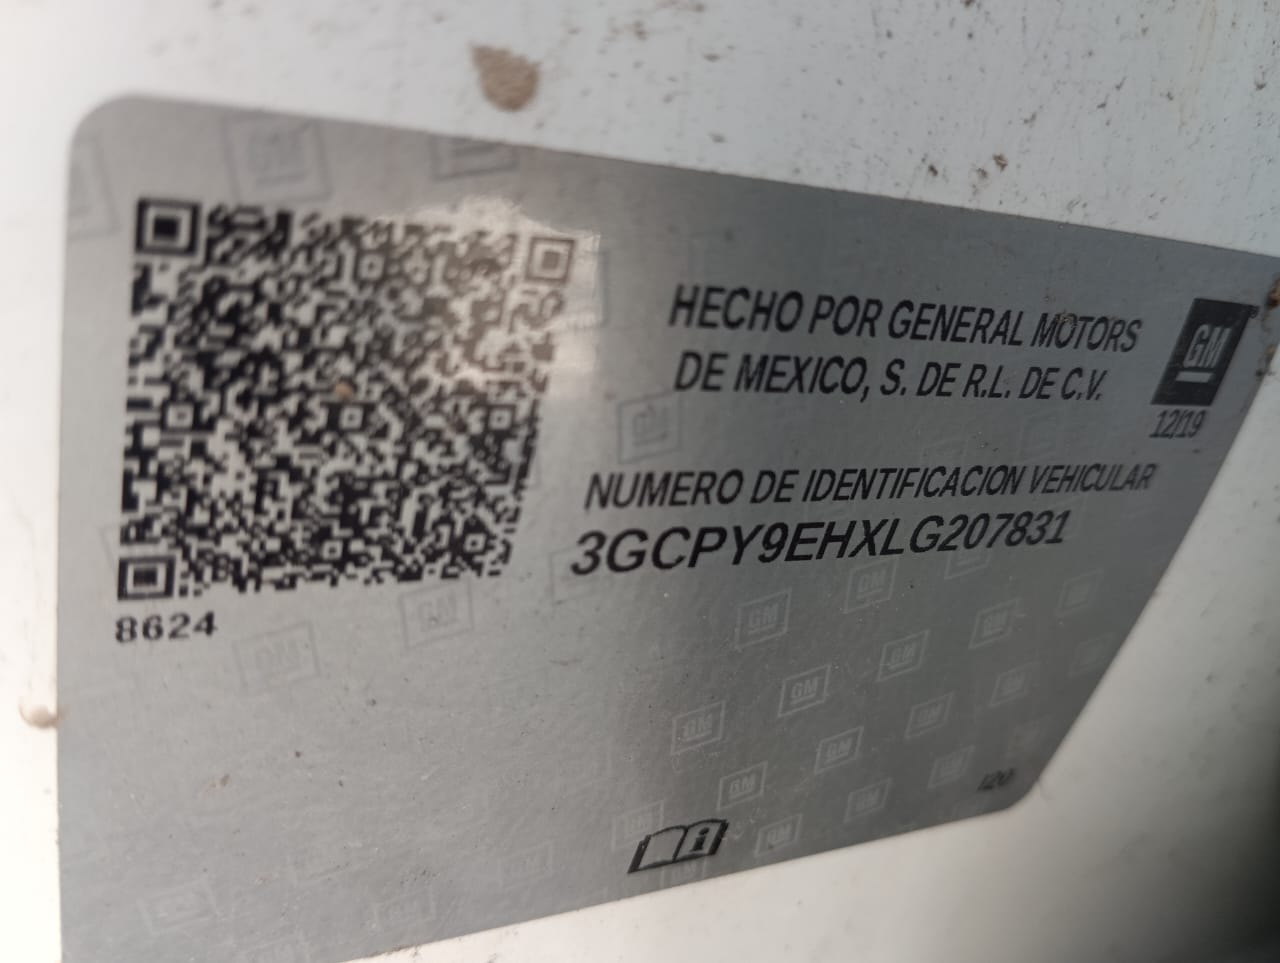 HECHO POR GENERAL MOTORS
DE MEXICO, S. DE R.L. DE C.V.
GM
12/19
NUMERO DE IDENTIFICACION VEHICULAR
3GCPY9EHXLG207831
8624